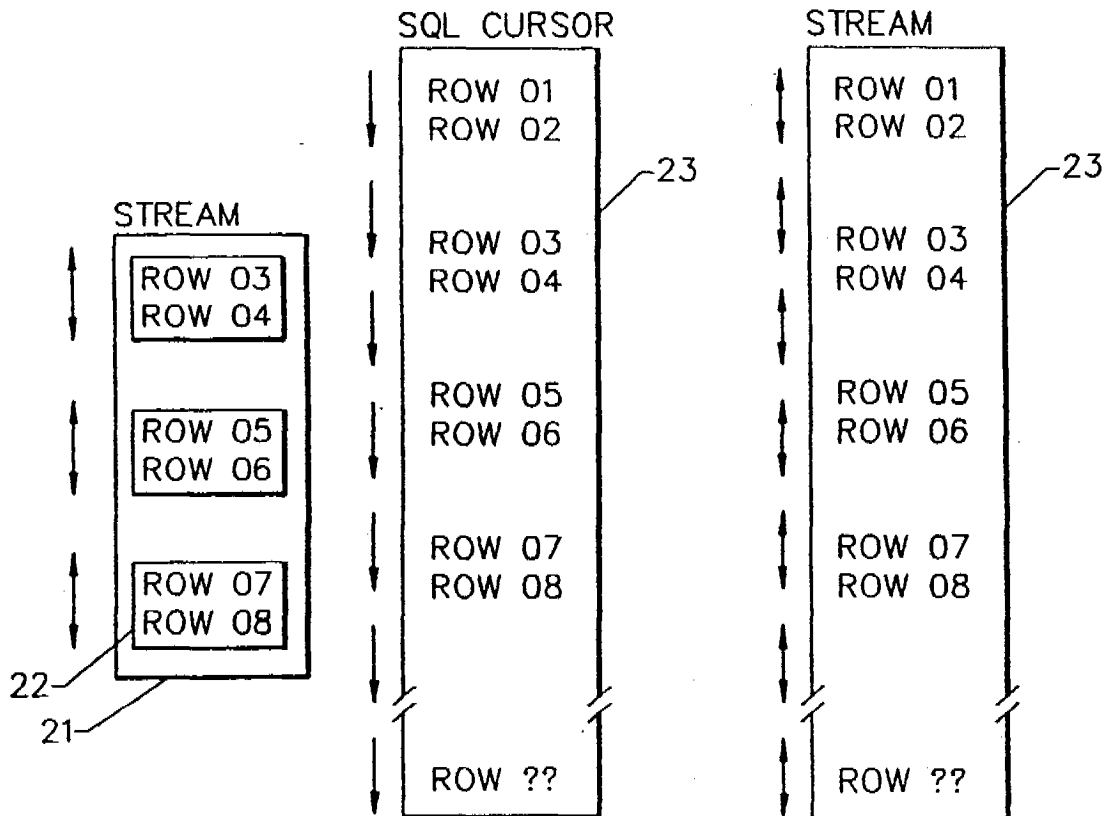 STREAM
ROW 03
ROW 04
ROW 05
ROW 06
ROW 07
ROW 08
22
21
SQL CURSOR
ROW 01
ROW 02
23
ROW 03
ROW 04
ROW 05
ROW 06
ROW 07
ROW 08
ROW ??
STREAM
ROW 01
ROW 02
23
ROW 03
ROW 04
ROW 05
ROW 06
ROW 07
ROW 08
ROW ??